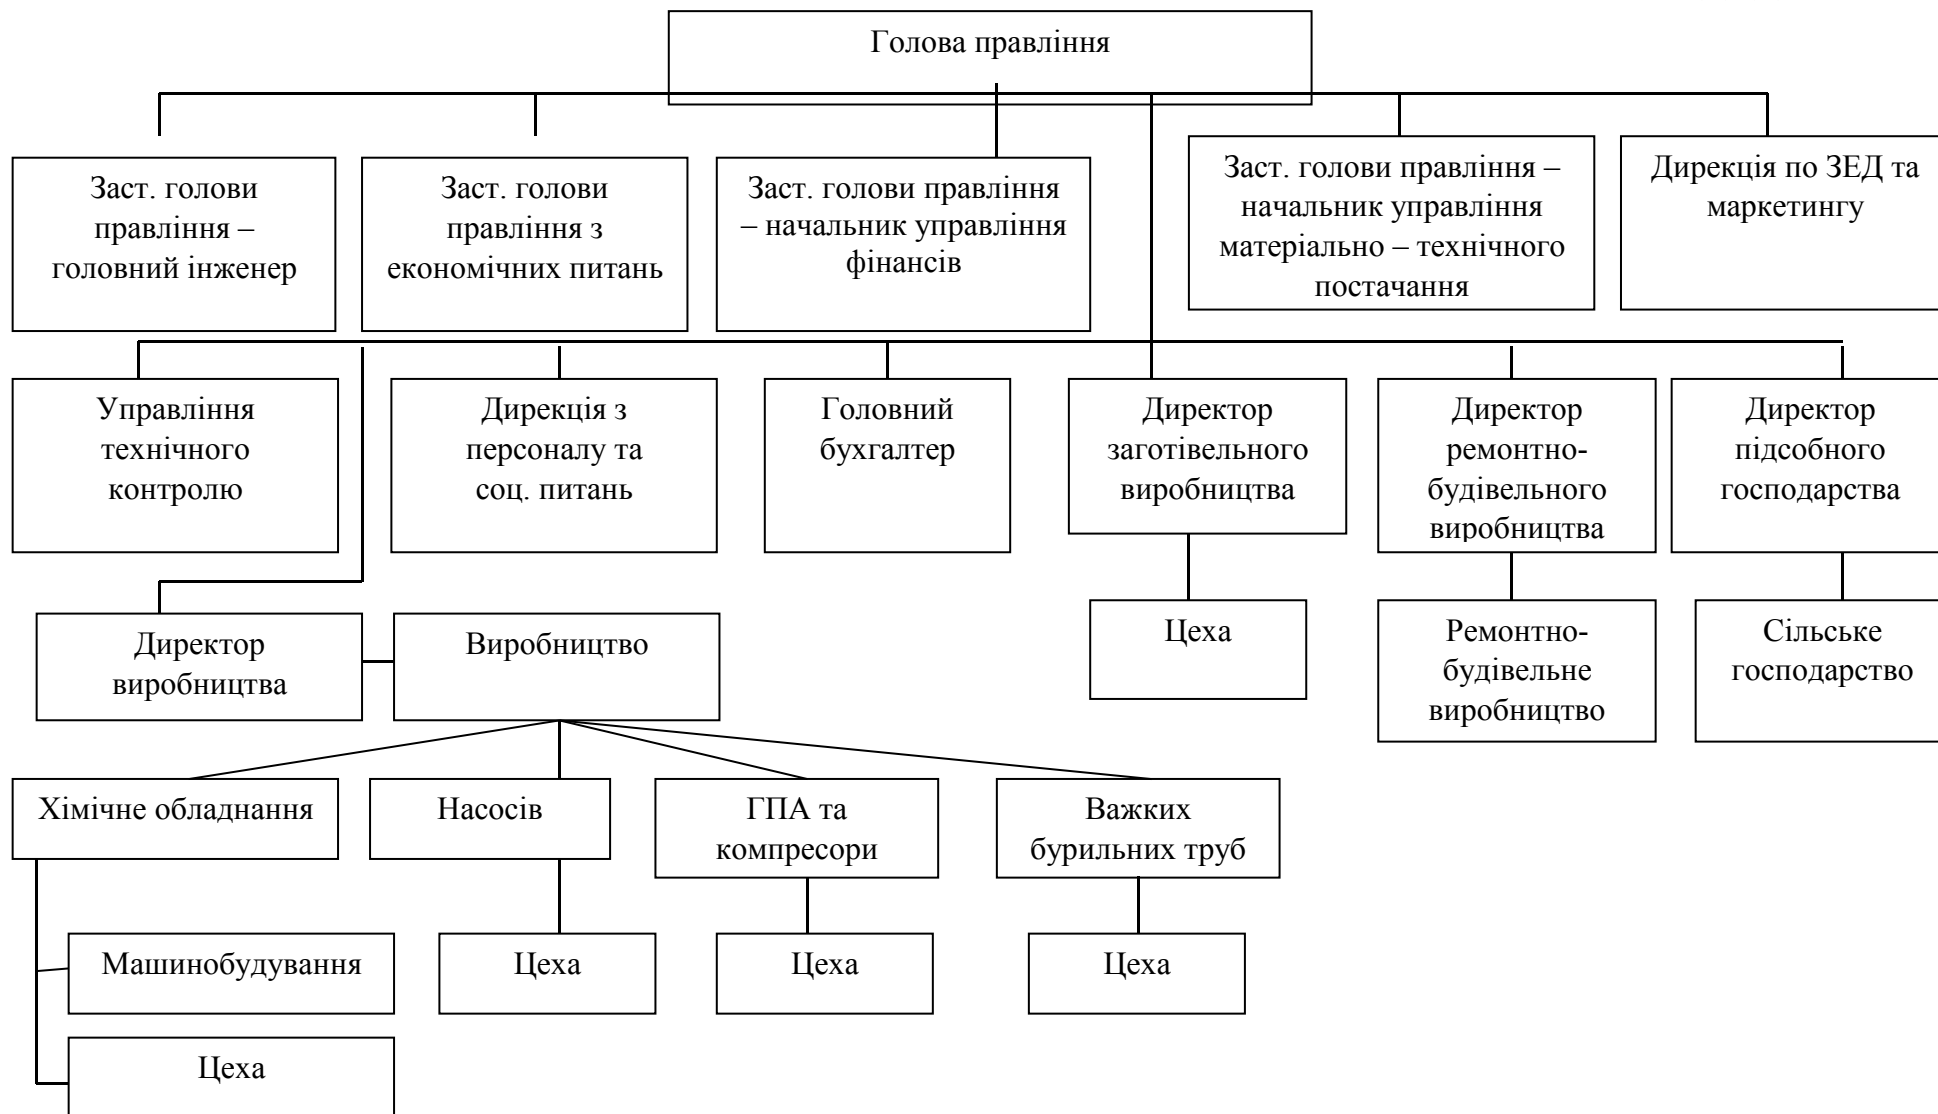 Голова правління
Заст. голови
правління –
головний інженер
Заст. голови
правління з
економічних питань
Заст. голови правління
– начальник управління
фінансів
Заст. голови правління –
начальник управління
матеріально – технічного
постачання
Дирекція по ЗЕД та
маркетингу
Управління
технічного
контролю
Дирекція з
персоналу та
соц. питань
Головний
бухгалтер
Директор
заготівельного
виробництва
Директор
ремонтно-
будівельного
виробництва
Директор
підсобного
господарства
Директор
виробництва
Виробництво
Цеха
Ремонтно-
будівельне
виробництво
Сільське
господарство
Хімічне обладнання
Насосів
ГПА та
компресори
Важких
бурильних труб
Машинобудування
Цеха
Цеха
Цеха
Цеха